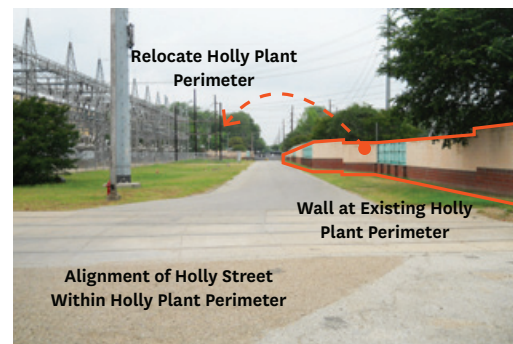 Relocate Holly Plant
Perimeter
Wall at Existing Holly
Plant Perimeter
Alignment of Holly Street
Within Holly Plant Perimeter